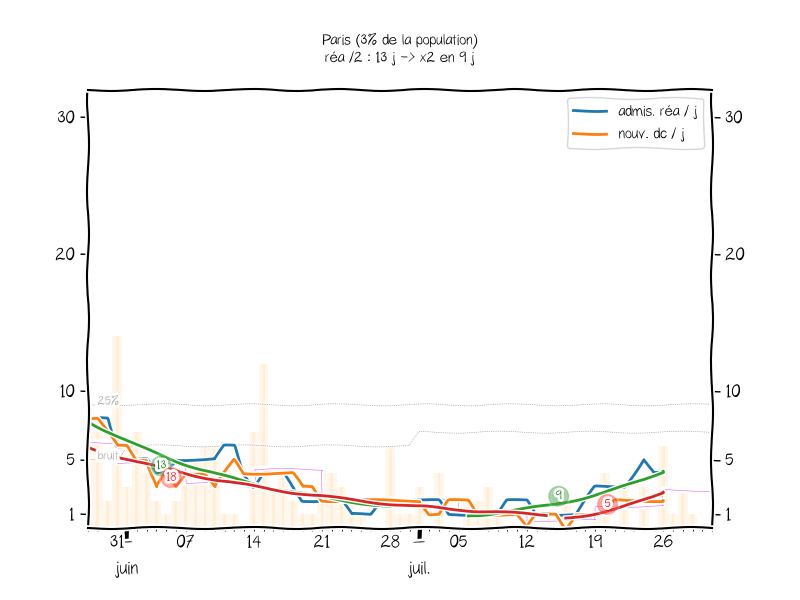 Paris (3% de la population)
réa /2 : 13 j -> x2 en 9 j
admis. réa / j
nouv. dc / j
30
30
20
20
10
10
25%
bruit
5
5
13
18
9
5
1
1
31 07 14 21 28 05 12 19 26
juin juil.